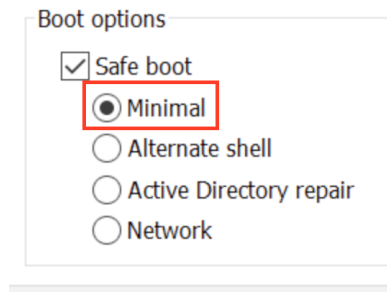 Boot options
Safe boot
Minimal
Alternate shell
Active Directory repair
Network